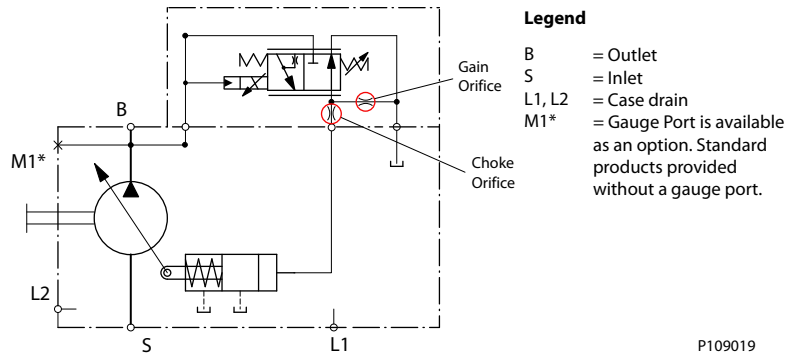 Legend
B = Outlet
S = Inlet
L1, L2 = Case drain
M1* = Gauge Port is available
as an option. Standard
products provided
without a gauge port.
Gain
Orifice
B
M1*
Choke
Orifice
L2
S
L1
P109019